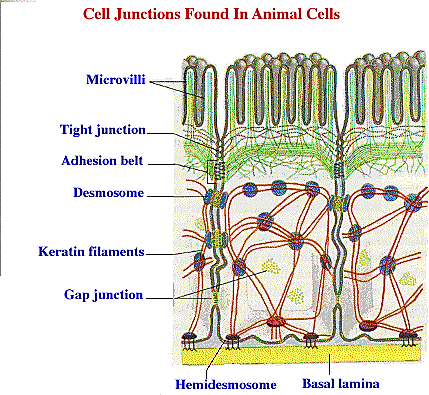 Cell Junctions Found In Animal Cells
Microvilli
Tight junction
Adhesion belt
Desmosome
Keratin filaments
Gap junction
Hemidesmosome
Basal lamina